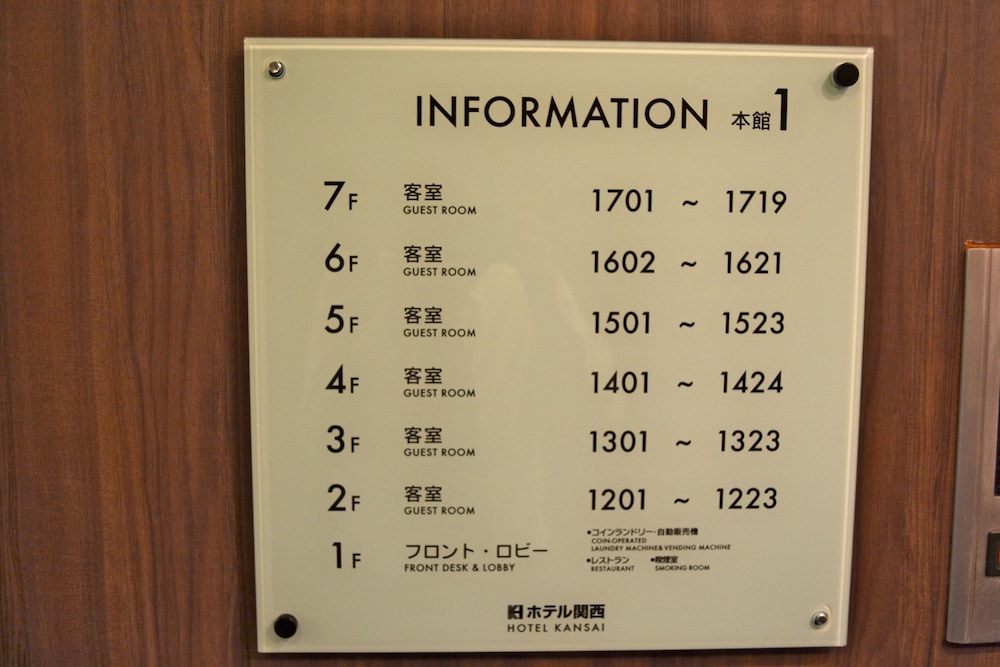 INFORMATION 本館1
7F 客室 1701 ~ 1719
GUEST ROOM
6F 客室 1602 ~ 1621
GUEST ROOM
5F 客室 1501 ~ 1523
GUEST ROOM
4F 客室 1401 ~ 1424
GUEST ROOM
3F 客室 1301 ~ 1323
GUEST ROOM
2F 客室 1201 ~ 1223
GUEST ROOM
1F フロント・ロビー
FRONT DESK & LOBBY
•コインランドリー・自動販売機
COIN-OPERATED
LAUNDRY MACHINE & VENDING MACHINE
•レストラン •喫煙室
RESTAURANT SMOKING ROOM
ホテル関西
HOTEL KANSAI